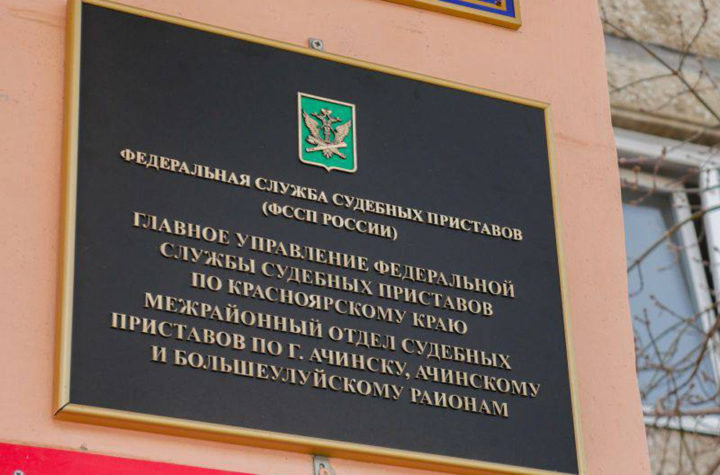 ФЕДЕРАЛЬНАЯ СЛУЖБА СУДЕБНЫХ ПРИСТАВОВ
(ФССП РОССИИ)
ГЛАВНОЕ УПРАВЛЕНИЕ ФЕДЕРАЛЬНОЙ
СЛУЖБЫ СУДЕБНЫХ ПРИСТАВОВ
ПО КРАСНОЯРСКОМУ КРАЮ
МЕЖРАЙОННЫЙ ОТДЕЛ СУДЕБНЫХ
ПРИСТАВОВ ПО Г. АЧИНСКУ, АЧИНСКОМУ
И БОЛЬШЕУЛУЙСКОМУ РАЙОНАМ